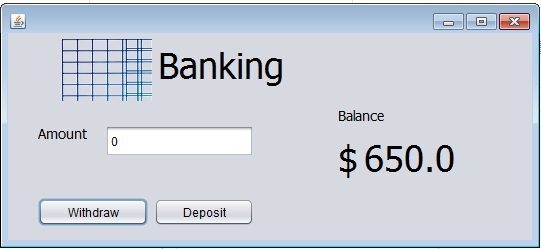 Banking
Balance
Amount
0
$ 650.0
Withdraw
Deposit